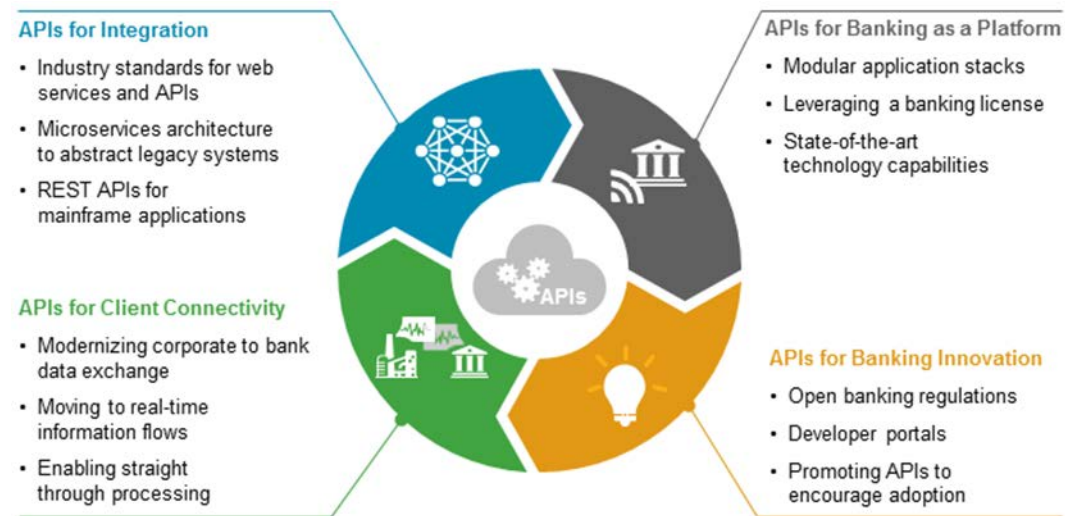 APIs for Integration
• Industry standards for web
services and APIs
• Microservices architecture
to abstract legacy systems
• REST APIs for
mainframe applications
APIs for Banking as a Platform
• Modular application stacks
• Leveraging a banking license
• State-of-the-art
technology capabilities
APIs
APIs for Client Connectivity
• Modernizing corporate to bank
data exchange
• Moving to real-time
information flows
• Enabling straight
through processing
APIs for Banking Innovation
• Open banking regulations
• Developer portals
• Promoting APIs to
encourage adoption